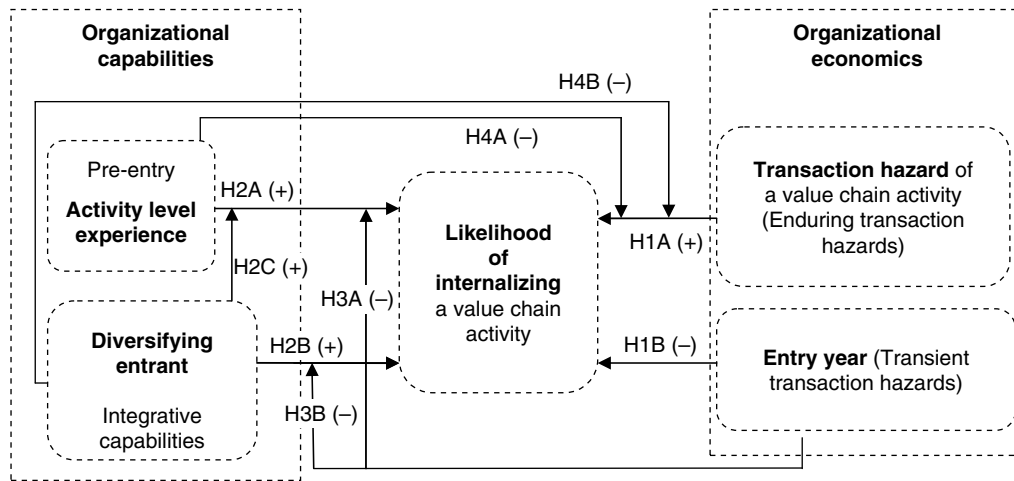 Organizational
capabilities
Organizational
economics
H4B (–)
H4A (–)
Pre-entry
Activity level
experience
H2A (+)
H2C (+)
Transaction hazard of
a value chain activity
(Enduring transaction
hazards)
H1A (+)
Likelihood
of
internalizing
a value chain
activity
H3A (–)
Diversifying
entrant
Integrative
capabilities
H2B (+)
H3B (–)
H1B (–)
Entry year (Transient
transaction hazards)